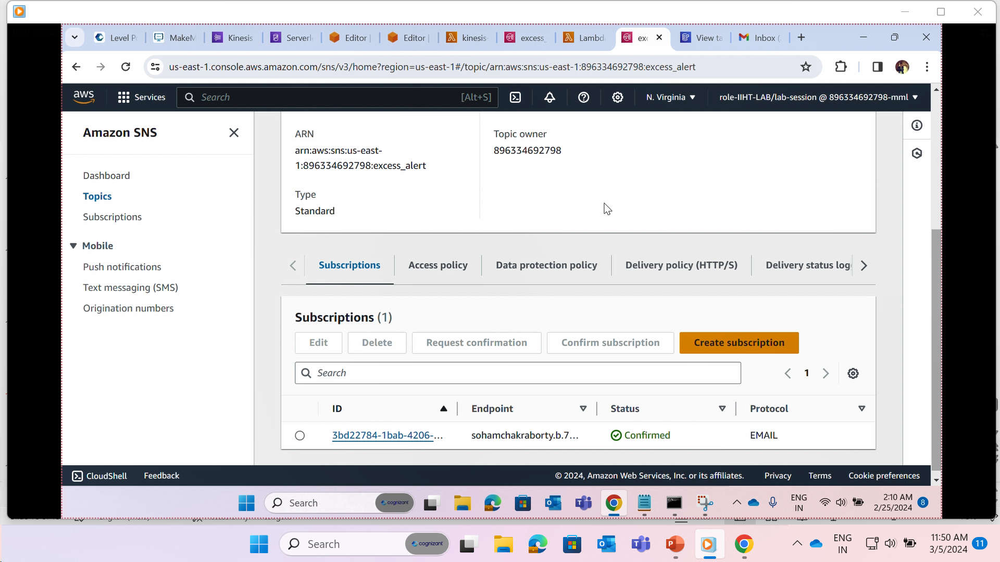 Level P
MakeM
Kinesis
Serverl
Editor
Editor
kinesis-
excess_
Lambda
exc
View ta
Inbox (
us-east-1.console.aws.amazon.com/sns/v3/home?region=us-east-1#/topic/arn:aws:sns:us-east-1:896334692798:excess_alert
aws
Services
Search
[Alt+S]
N. Virginia
role-IIHT-LAB/lab-session @ 896334692798-mml
Amazon SNS
Dashboard
Topics
Subscriptions
Mobile
Push notifications
Text messaging (SMS)
Origination numbers
ARN
arn:aws:sns:us-east-
1:896334692798:excess_alert
Type
Standard
Topic owner
896334692798
Subscriptions
Access policy
Data protection policy
Delivery policy (HTTP/S)
Delivery status log
Subscriptions (1)
Edit
Delete
Request confirmation
Confirm subscription
Create subscription
Search
1
ID
Endpoint
Status
Protocol
3bd22784-1bab-4206-...
sohamchakraborty.b.7...
Confirmed
EMAIL
CloudShell
Feedback
© 2024, Amazon Web Services, Inc. or its affiliates.
Privacy
Terms
Cookie preferences
Search
cognizant
ENG
IN
2:10 AM
2/25/2024
8
Search
cognizant
ENG
IN
11:50 AM
3/5/2024
11